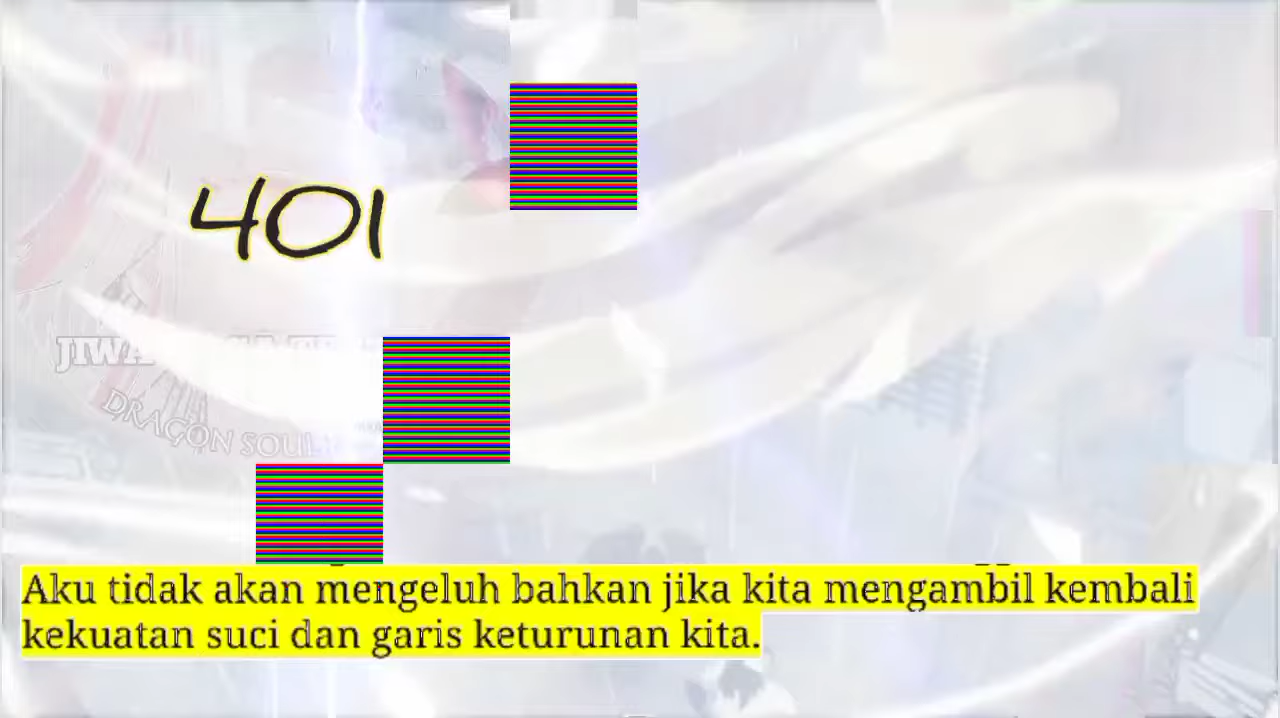 401
DRAGON SOUL
Aku tidak akan mengeluh bahkan jika kita mengambil kembali
kekuatan suci dan garis keturunan kita.